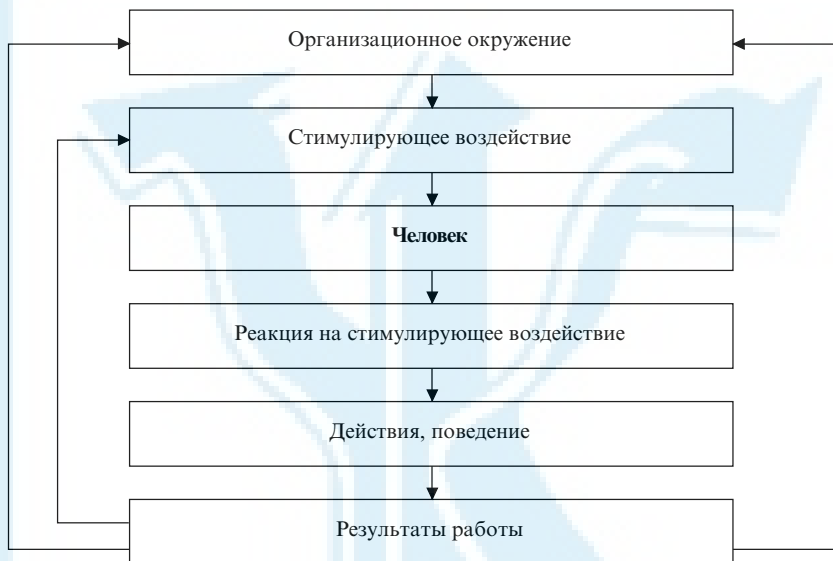 Организационное окружение
Стимулирующее воздействие
Человек
Реакция на стимулирующее воздействие
Действия, поведение
Результаты работы